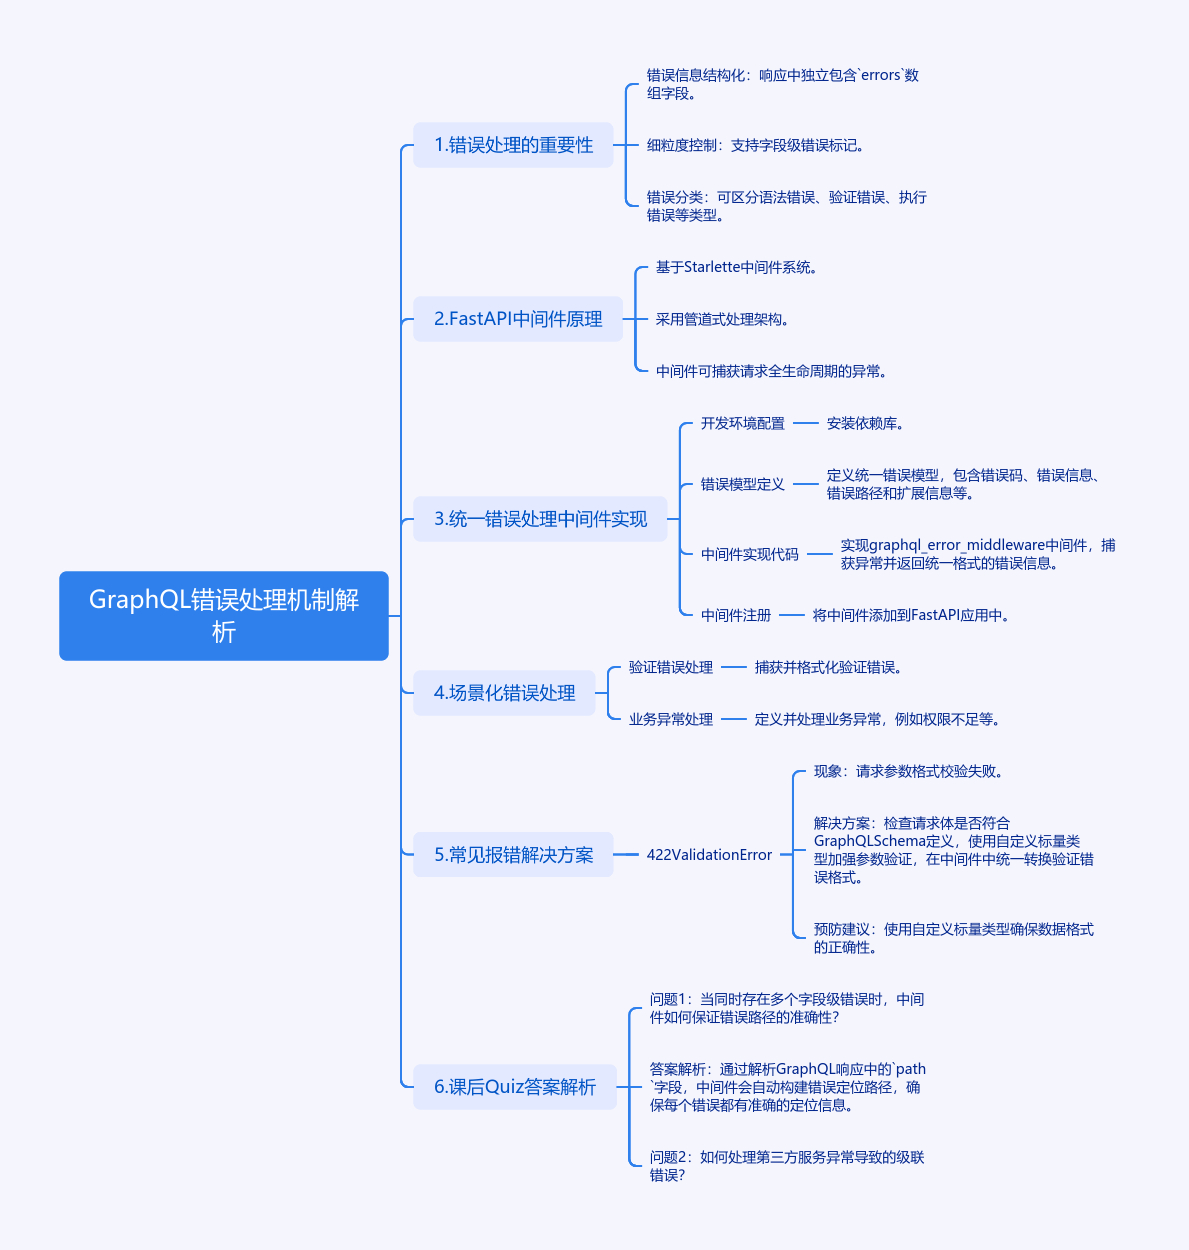 GraphQL错误处理机制解
析
1.错误处理的重要性
错误信息结构化：响应中独立包含`errors`数
组字段。
细粒度控制：支持字段级错误标记。
错误分类：可区分语法错误、验证错误、执行
错误等类型。
2.FastAPI中间件原理
基于Starlette中间件系统。
采用管道式处理架构。
中间件可捕获请求全生命周期的异常。
3.统一错误处理中间件实现
开发环境配置
安装依赖库。
错误模型定义
定义统一错误模型，包含错误码、错误信息、
错误路径和扩展信息等。
中间件实现代码
实现graphql_error_middleware中间件，捕
获异常并返回统一格式的错误信息。
中间件注册
将中间件添加到FastAPI应用中。
4.场景化错误处理
验证错误处理
捕获并格式化验证错误。
业务异常处理
定义并处理业务异常，例如权限不足等。
5.常见报错解决方案
422ValidationError
现象：请求参数格式校验失败。
解决方案：检查请求体是否符合
GraphQLSchema定义，使用自定义标量类
型加强参数验证，在中间件中统一转换验证错
误格式。
预防建议：使用自定义标量类型确保数据格式
的正确性。
6.课后Quiz答案解析
问题1：当同时存在多个字段级错误时，中间
件如何保证错误路径的准确性？
答案解析：通过解析GraphQL响应中的`path
`字段，中间件会自动构建错误定位路径，确
保每个错误都有准确的定位信息。
问题2：如何处理第三方服务异常导致的级联
错误？